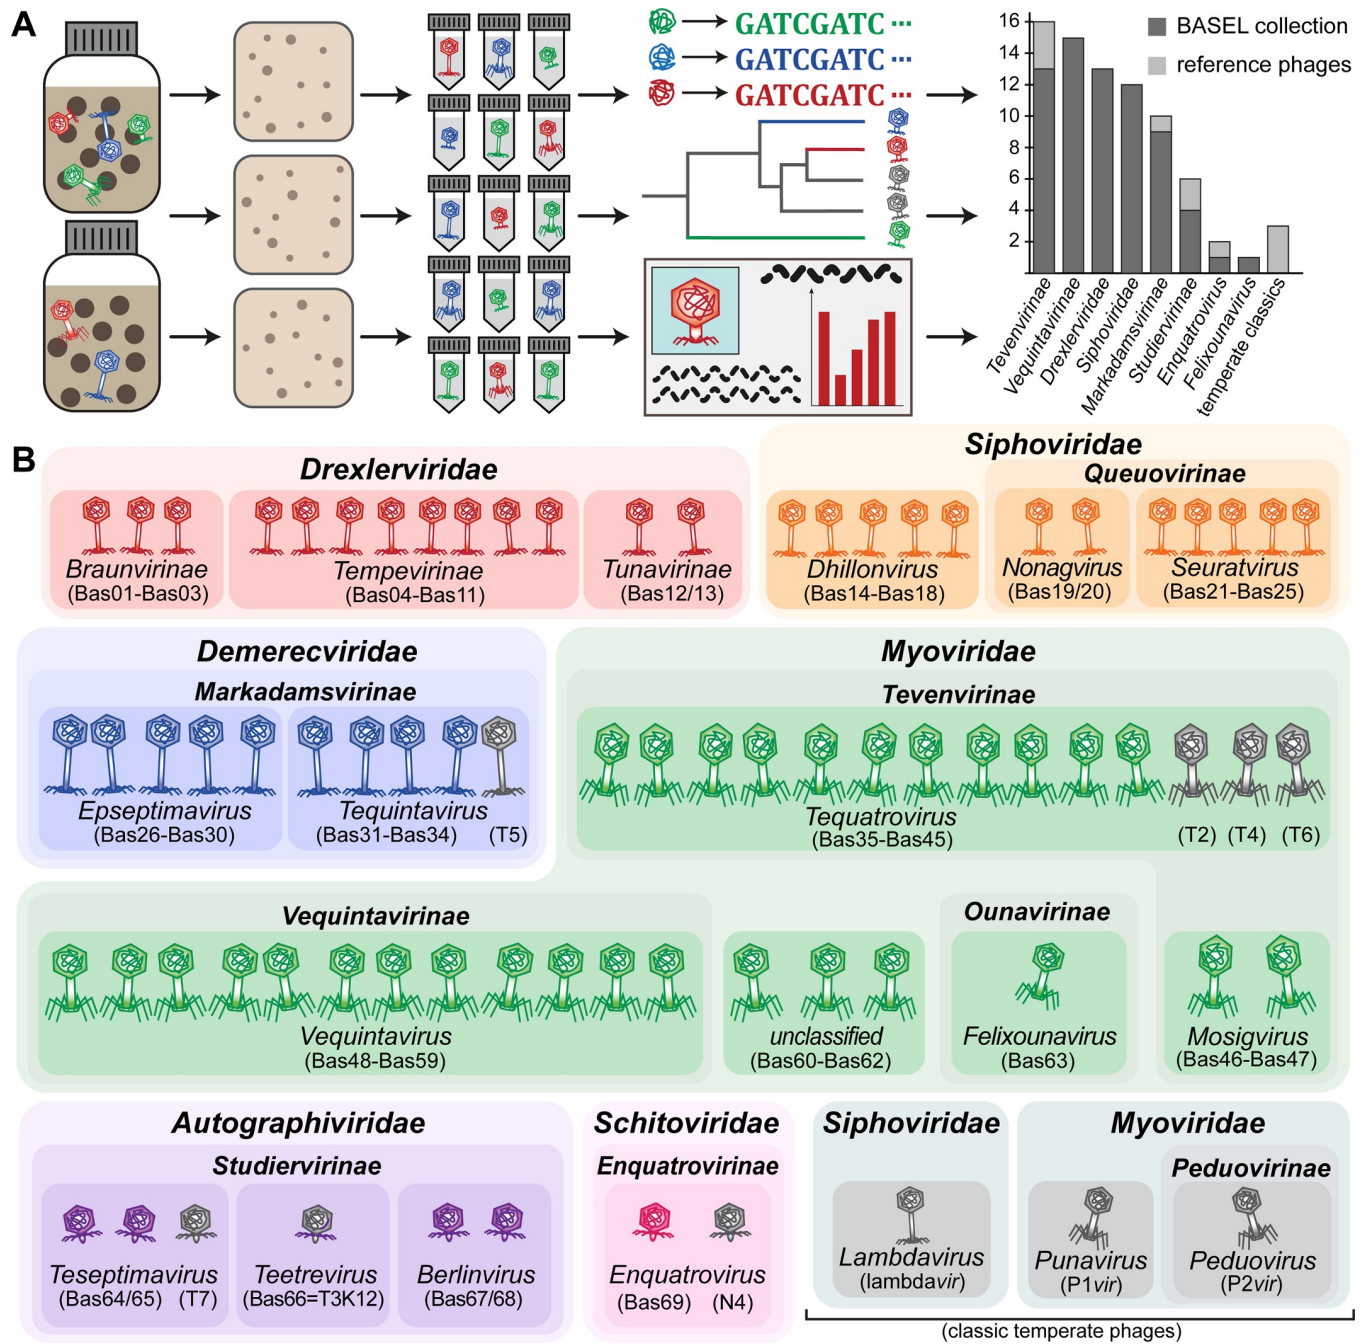 A
GATCGATC ···
GATCGATC ···
GATCGATC ···
16
14
12
10
8
6
4
2
BASEL collection
reference phages
Tevenvirinae
Vequintavirinae
Drexlerviridae
Siphoviridae
Markadamsvirinae
Studiervirinae
Enquatrovirus
Felixounavirus
temperate classics
B
Drexlerviridae
Braunvirinae
(Bas01-Bas03)
Tempevirinae
(Bas04-Bas11)
Tunavirinae
(Bas12/13)
Siphoviridae
Queuovirinae
Dhillonvirus
(Bas14-Bas18)
Nonagvirus
(Bas19/20)
Seuratvirus
(Bas21-Bas25)
Demerecviridae
Markadamsvirinae
Epseptimavirus
(Bas26-Bas30)
Tequintavirus
(Bas31-Bas34) (T5)
Myoviridae
Tevenvirinae
Tequatrovirus
(Bas35-Bas45) (T2) (T4) (T6)
Vequintavirinae
Vequintavirus
(Bas48-Bas59)
unclassified
(Bas60-Bas62)
Ounavirinae
Felixounavirus
(Bas63)
Mosigvirus
(Bas46-Bas47)
Autographiviridae
Studiervirinae
Teseptimavirus
(Bas64/65) (T7)
Teetrevirus
(Bas66=T3K12)
Berlinvirus
(Bas67/68)
Schitoviridae
Enquatrovirinae
Enquatrovirus
(Bas69) (N4)
Siphoviridae
Lambdavirus
(lambdavir)
Myoviridae
Punavirus
(P1vir)
Peduovirinae
Peduovirus
(P2vir)
(classic temperate phages)